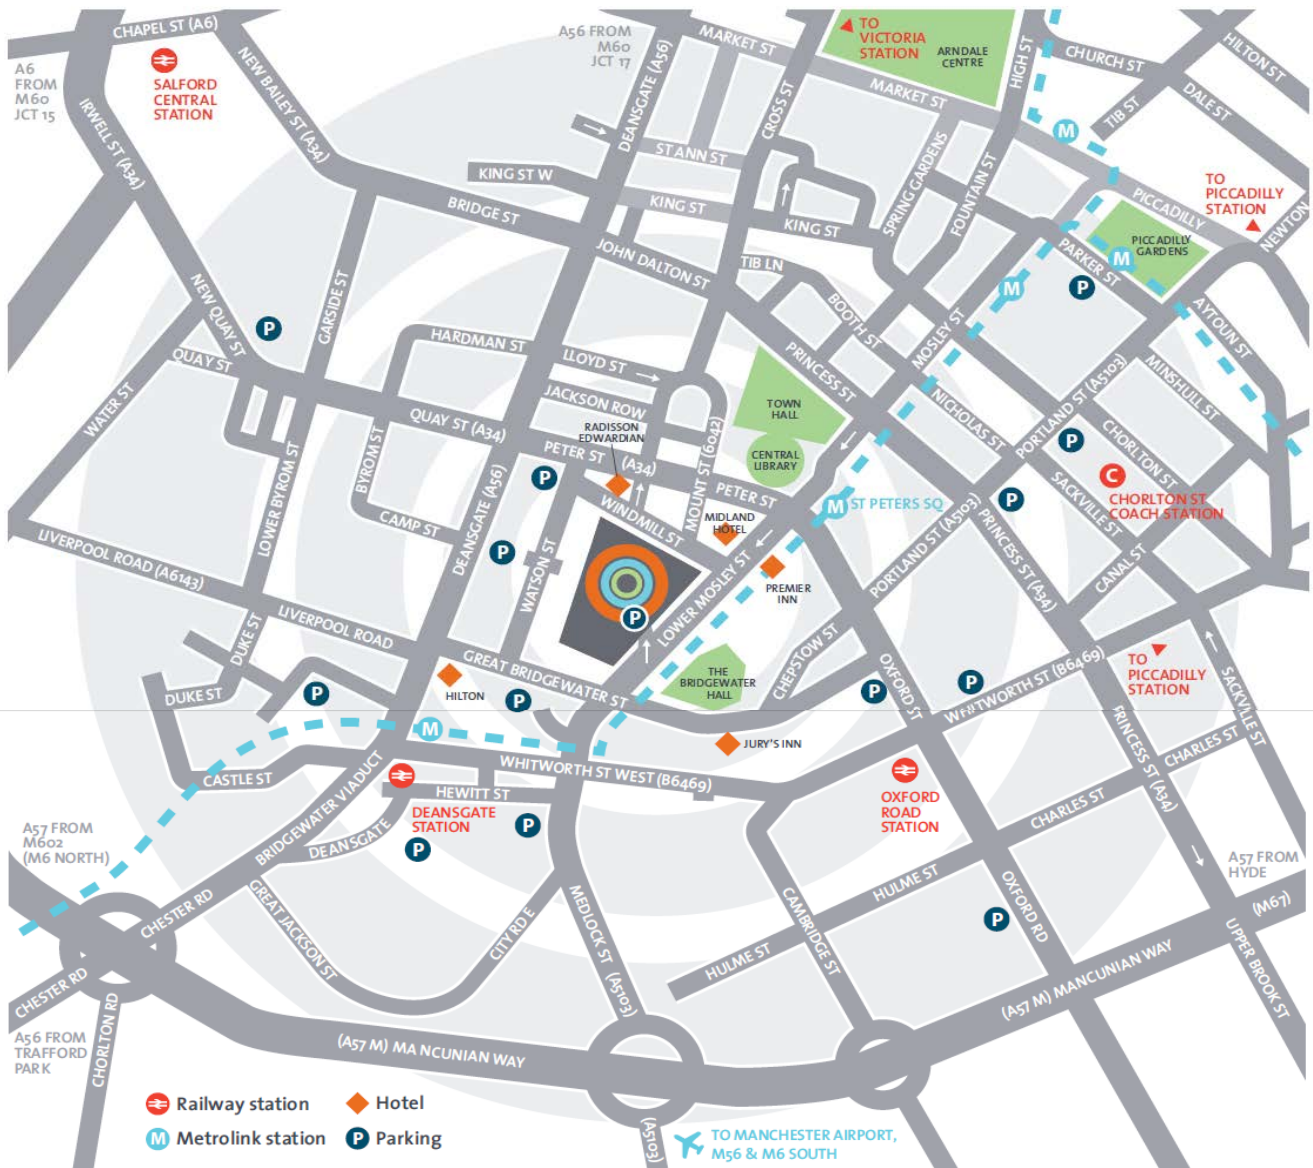 CHAPEL ST (A6)
A6
FROM
M60
JCT 15
SALFORD
CENTRAL
STATION
IRWELL ST (A34)
NEW BAILEY ST (A34)
A56 FROM
M60
JCT 17
DEANSGATE (A56)
MARKET ST
TO
VICTORIA
STATION
ARNDALE
CENTRE
MARKET ST
HIGH ST
CHURCH ST
HILTON ST
TIB ST
DALE ST
CROSS ST
ST ANN ST
KING ST W
KING ST
KING ST
SPRING GARDENS
FOUNTAIN ST
M
PICCADILLY
TO
PICCADILLY
STATION
NEWTON
BRIDGE ST
JOHN DALTON ST
TIB LN
BOOTH ST
PARKER ST
PICCADILLY
GARDENS
M
M
P
NEW QUAY ST
GARSIDE ST
P
QUAY ST
WATER ST
HARDMAN ST
LLOYD ST
JACKSON ROW
RADISSON
EDWARDIAN
PRINCESS ST
MOSLEY ST
AYTOUN ST
MINSHULL ST
TOWN
HALL
CENTRAL
LIBRARY
NICHOLAS ST
PORTLAND ST (A5103)
P
CHORLTON ST
C
CHORLTON ST
COACH STATION
QUAY ST (A34)
BYROM ST
PETER ST
(A34)
MOUNT ST (6042)
PETER ST
P
WINDMILL ST
MIDLAND
HOTEL
M
ST PETERS SQ
SACKVILLE ST
P
LOWER BYROM ST
CAMP ST
DEANSGATE (A56)
P
WATSON ST
P
LOWER MOSLEY ST
PREMIER
INN
PORTLAND ST (A5103)
PRINCESS ST (A34)
CANAL ST
LIVERPOOL ROAD (A6143)
LIVERPOOL ROAD
DUKE ST
DUKE ST
P
GREAT BRIDGEWATER ST
HILTON
P
THE
BRIDGEWATER
HALL
CHEPSTOW ST
OXFORD ST
P
P
WHITWORTH ST (B6469)
TO
PICCADILLY
STATION
SACKVILLE ST
M
JURY'S INN
CASTLE ST
BRIDGEWATER VIADUCT
WHITWORTH ST WEST (B6469)
HEWITT ST
DEANSGATE
STATION
P
P
DEANSGATE
OXFORD
ROAD
STATION
PRINCESS ST (A34)
CHARLES ST
CHARLES ST
A57 FROM
M602
(M6 NORTH)
CHESTER RD
GREAT JACKSON ST
CITY RD E
MEDLOCK ST
(A5103)
CAMBRIDGE ST
HULME ST
HULME ST
OXFORD RD
P
A57 FROM
HYDE
(M67)
UPPER BROOK ST
(A57 M) MANCUNIAN WAY
CHESTER RD
A56 FROM
TRAFFORD
PARK
CHORLTON RD
(A57 M) MA NCUNIAN WAY
(A5103)
Railway station
Hotel
M Metrolink station
P Parking
TO MANCHESTER AIRPORT,
M56 & M6 SOUTH